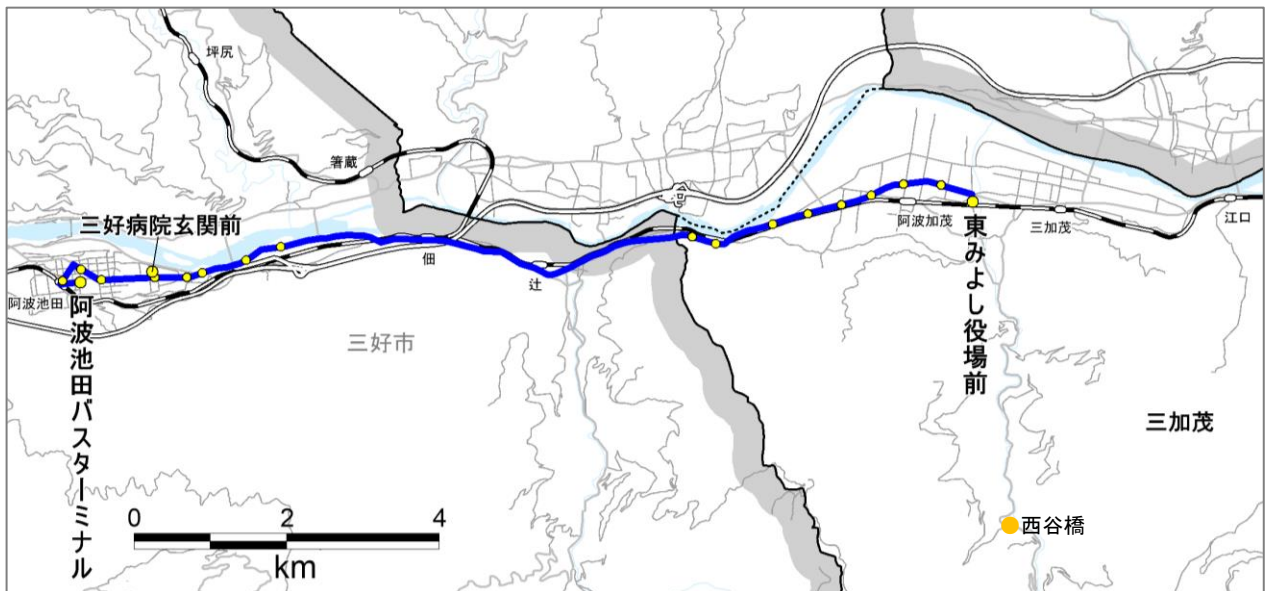 坪尻
箸蔵
三好病院玄関前
江口
阿波加茂
三加茂
佃
辻
阿波池田
阿波池田バスターミナル
東みよし役場前
三好市
三加茂
西谷橋
0 2 4
km